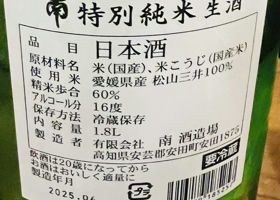 南 特別純米生酒
品目 日本酒
原材料名 米(国産)、米こうじ(国産米)
使用米 愛媛県産 松山三井100%
精米歩合 60%
アルコール分 16度
保存方法 冷蔵保存
内容量 1.8L
製造者 有限会社 南酒造場
高知県安芸郡安田町安田1875
飲酒は20歳になってから
お酒はおいしく適量に
製造年月
要冷蔵
2025.04